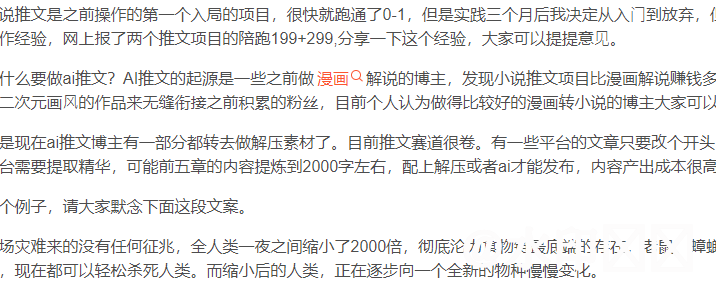 说推文是之前操作的第一个入局的项目，很快就跑通了0-1，但是实践三个月后我决定从入门到放弃，
作经验，网上报了两个推文项目的陪跑199+299,分享一下这个经验，大家可以提提意见。
什么要做ai推文？AI推文的起源是一些之前做漫画解说的博主，发现小说推文项目比漫画解说赚钱多
二次元画风的作品来无缝衔接之前积累的粉丝，目前个人认为做得比较好的漫画转小说的博主大家可以
是现在ai推文博主有一部分都转去做解压素材了。目前推文赛道很卷。有一些平台的文章只要改个开头
台需要提取精华，可能前五章的内容提炼到2000字左右，配上解压或者ai才能发布，内容产出成本很高
个例子，请大家默念下面这段文案。
场灾难来的没有任何征兆，全人类一夜之间缩小了2000倍，彻底沦为食物链最底端的存在，老鼠，蟑螂
，现在都可以轻松杀死人类。而缩小后的人类，正在逐步向一个全新的物种慢慢变化。